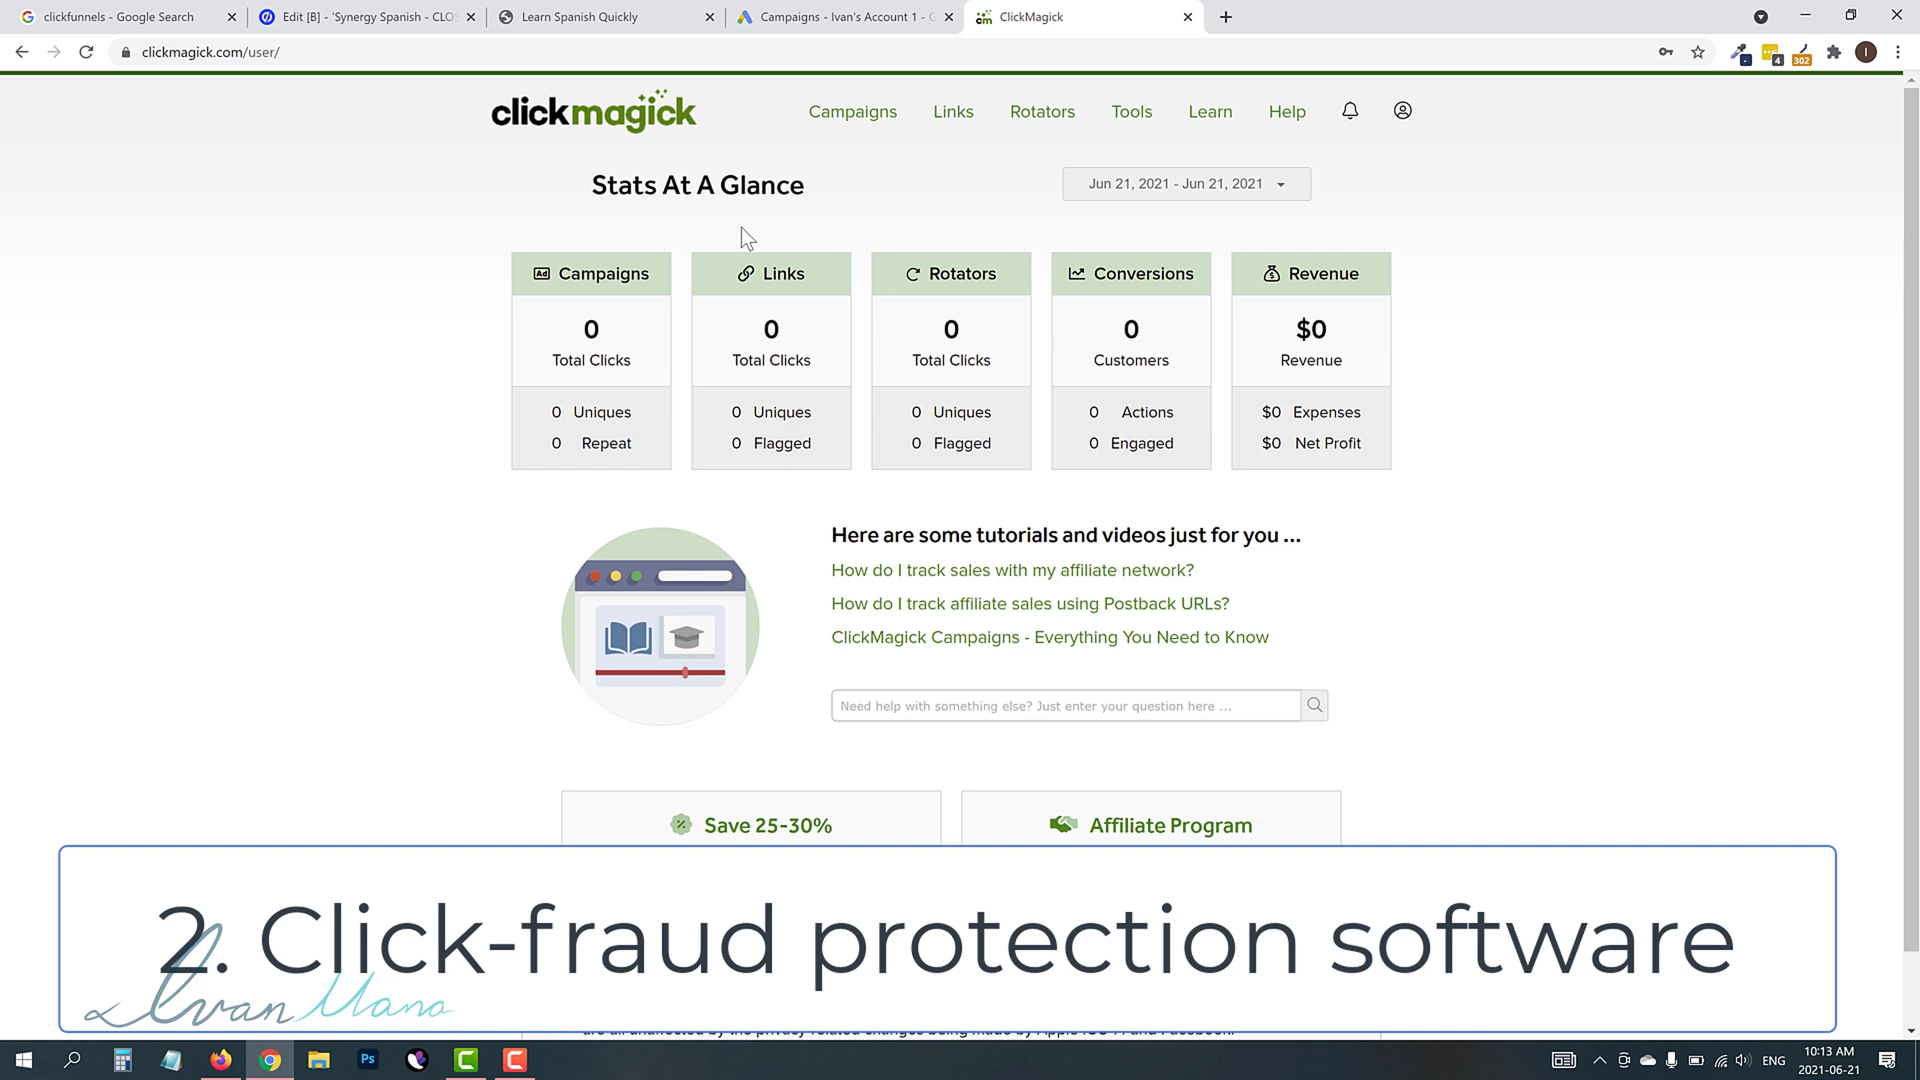 clickfunnels - Google Search
Edit [B] - 'Synergy Spanish - CLO
Learn Spanish Quickly
Campaigns - Ivan's Account 1 - G
cm
ClickMagick
clickmagick.com/user/
4
302
I
clickmagick
Campaigns
Links
Rotators
Tools
Learn
Help
Stats At A Glance
Jun 21, 2021 - Jun 21, 2021
Ad Campaigns
Links
Rotators
Conversions
Revenue
0
0
0
0
$0
Total Clicks
Total Clicks
Total Clicks
Customers
Revenue
0 Uniques
0 Uniques
0 Uniques
0 Actions
$0 Expenses
0 Repeat
0 Flagged
0 Flagged
0 Engaged
$0 Net Profit
Here are some tutorials and videos just for you ...
How do I track sales with my affiliate network?
How do I track affiliate sales using Postback URLs?
ClickMagick Campaigns - Everything You Need to Know
Need help with something else? Just enter your question here ...
Save 25-30%
Affiliate Program
2. Click-fraud protection software
Ivan Mana
Ps
ENG
10:13 AM
2021-06-21